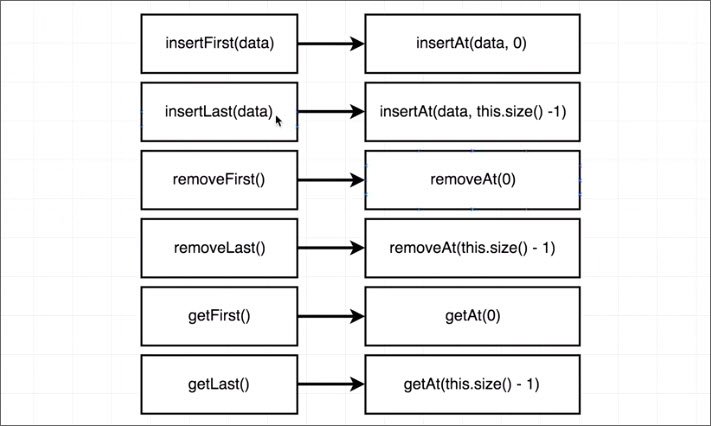 insertFirst(data) insertAt(data, 0)
insertLast(data) insertAt(data, this.size() -1)
removeFirst() removeAt(0)
removeLast() removeAt(this.size() - 1)
getFirst() getAt(0)
getLast() getAt(this.size() - 1)